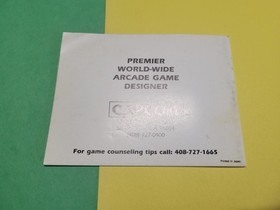 PREMIER
WORLD-WIDE
ARCADE GAME
DESIGNER
CAPCOM
For game counseling tips call: 408-727-1665